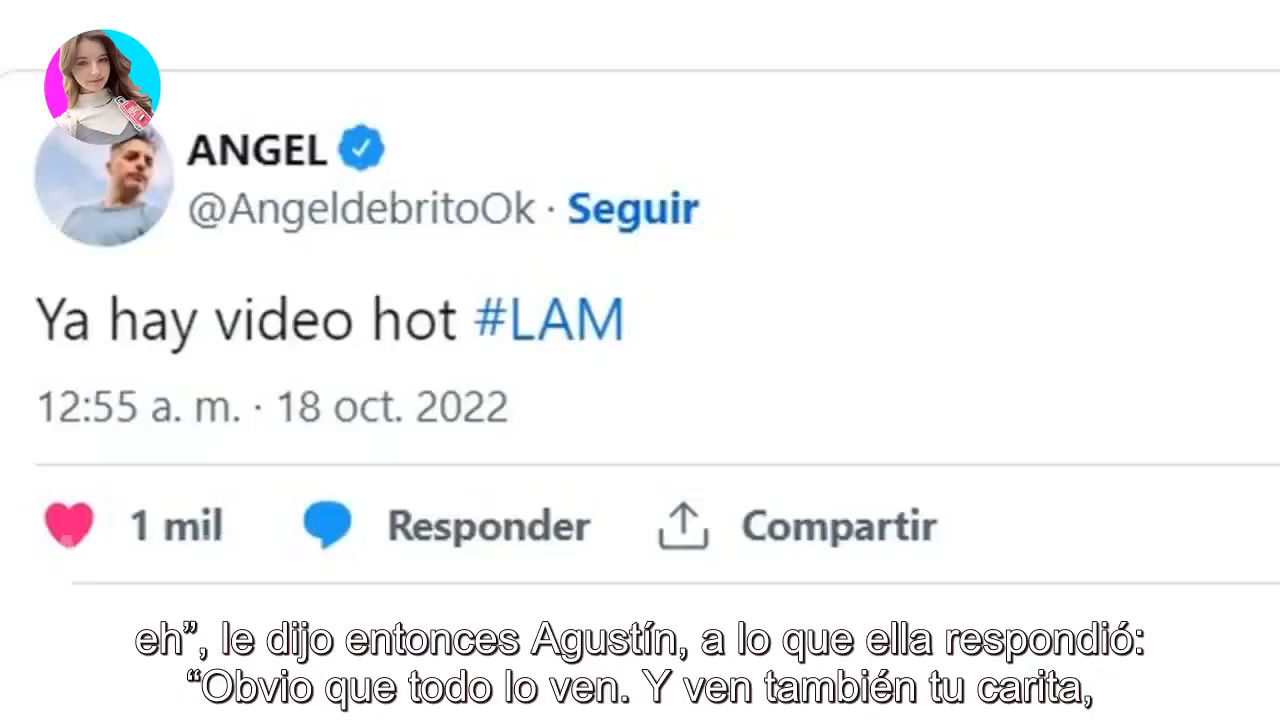 ANGEL
@AngeldebritoOk · Seguir
Ya hay video hot #LAM
12:55 a. m. · 18 oct. 2022
1 mil Responder Compartir
eh”, le dijo entonces Agustín, a lo que ella respondió:
“Obvio que todo lo ven. Y ven también tu carita,